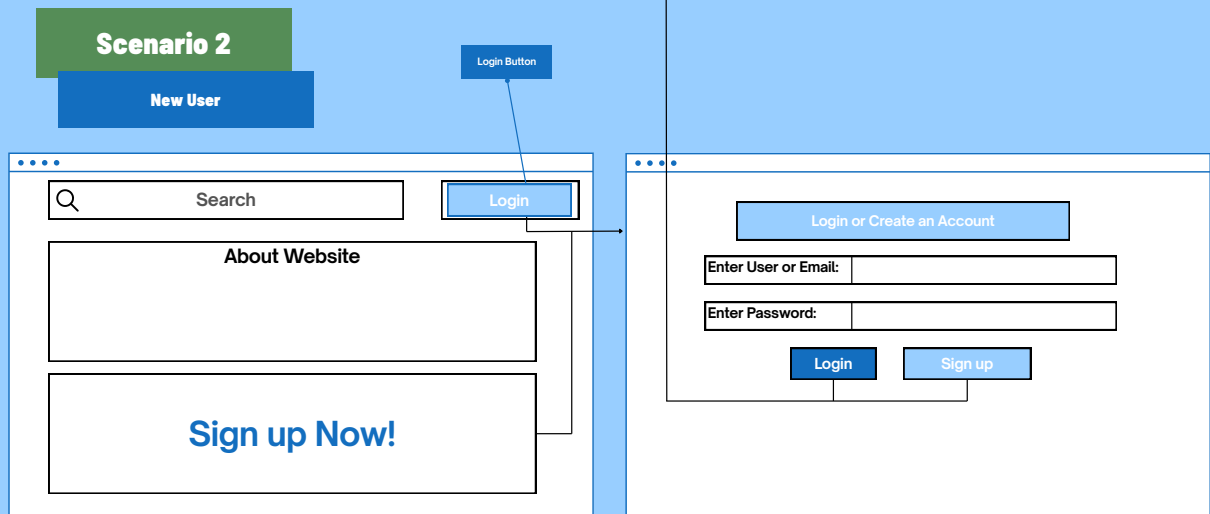 Scenario 2
New User
Login Button
Search
Login
About Website
Sign up Now!
Login or Create an Account
Enter User or Email:
Enter Password:
Login
Sign up